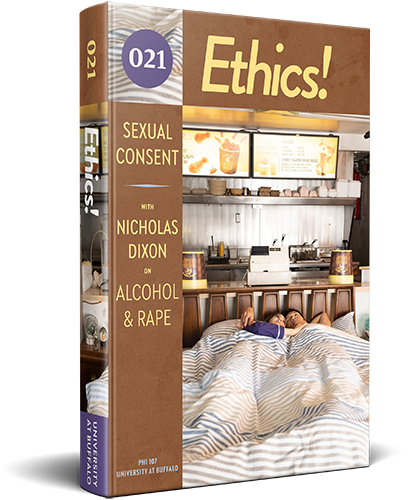 021
Ethics!
UNIVERSITY
AT BUFFALO
021
SEXUAL
CONSENT
WITH
NICHOLAS
DIXON
ON
ALCOHOL
& RAPE
PHI 107
UNIVERSITY AT BUFFALO
Ethics!